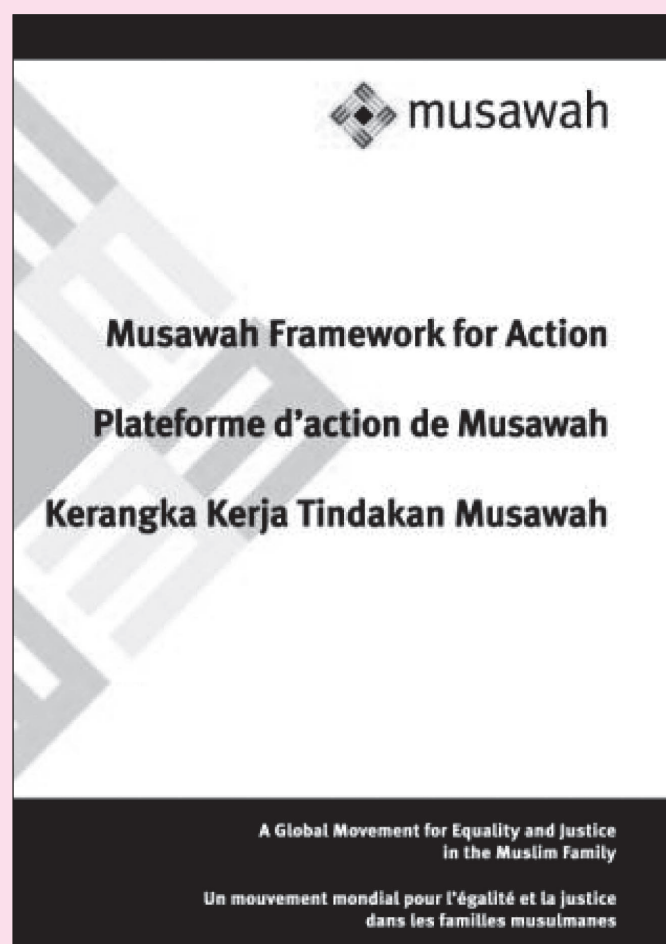 musawah
Musawah Framework for Action
Plateforme d'action de Musawah
Kerangka Kerja Tindakan Musawah
A Global Movement for Equality and Justice
in the Muslim Family
Un mouvement mondial pour l'égalité et la justice
dans les familles musulmanes